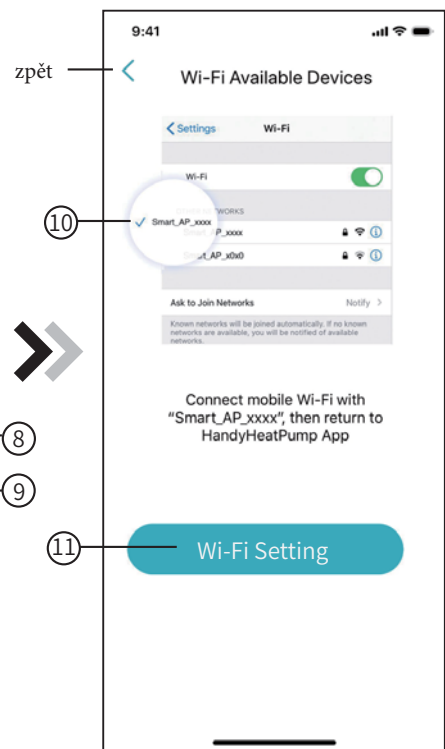 9:41
zpět
Wi-Fi Available Devices
Settings Wi-Fi
Wi-Fi
NETWORKS
10 Smart_AP_xxxx
Smart_AP_xxxx
Smart_AP_x0x0
Ask to Join Networks Notify
Known networks will be joined automatically. If no known
networks are available, you will be notified of available
networks.
Connect mobile Wi-Fi with
"Smart_AP_xxxx", then return to
HandyHeatPump App
8
9
11 Wi-Fi Setting